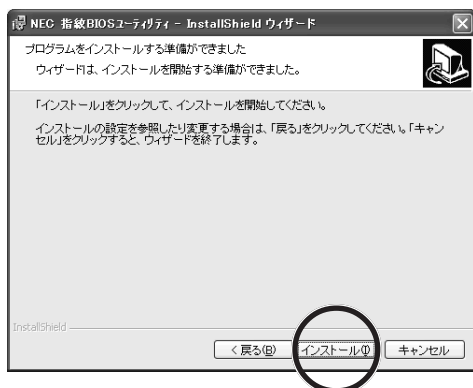 NEC 指紋BIOSユーティリティ - InstallShield ウィザード
プログラムをインストールする準備ができました
ウィザードは、インストールを開始する準備ができました。
「インストール」をクリックして、インストールを開始してください。
インストールの設定を参照したり変更する場合は、「戻る」をクリックしてください。「キャン
セル」をクリックすると、ウィザードを終了します。
InstallShield
< 戻る(B)
インストール(I)
キャンセル